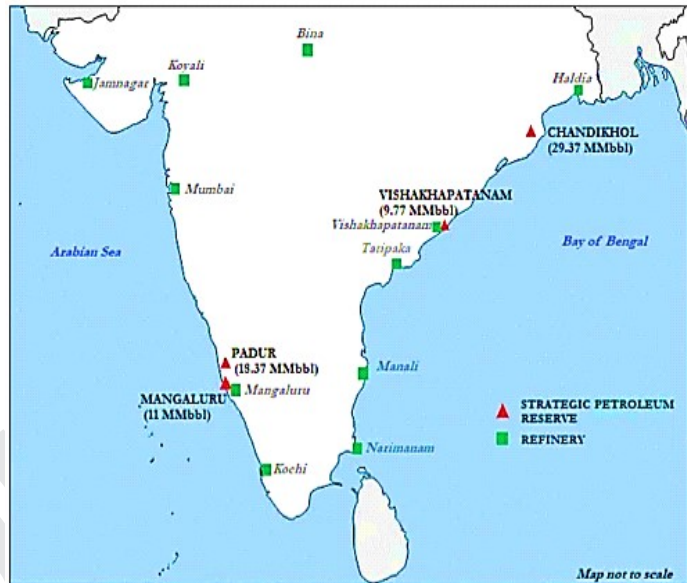 Bina
Koyali
Jamnagar
Haldia
CHANDIKHOL
(29.37 MMbbl)
Mumbai
VISHAKHAPATANAM
(9.77 MMbbl)
Vishakhapatanam
Tatipaka
Arabian Sea
Bay of Bengal
PADUR
(18.37 MMbbl)
MANGALURU
(11 MMbbl)
Mangaluru
Manali
STRATEGIC PETROLEUM
RESERVE
REFINERY
Narimanam
Kochi
Map not to scale